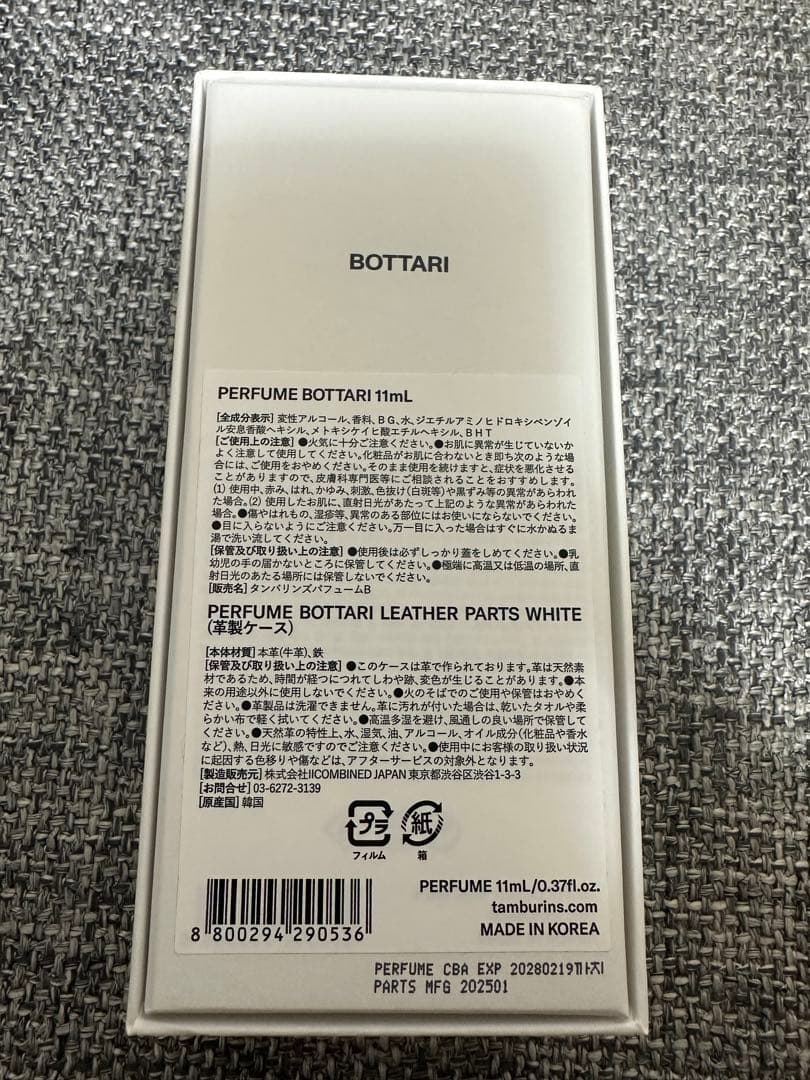 BOTTARI
PERFUME BOTTARI 11mL
[全成分表示] 変性アルコール、香料、BG、水、ジエチルアミノヒドロキシベンゾイ
ル安息香酸ヘキシル、メトキシケイヒ酸エチルヘキシル、BHT
[ご使用上の注意] ●火気に十分ご注意ください。●お肌に異常が生じていないか
よく注意して使用してください。化粧品がお肌に合わないとき即ち次のような場
合には、ご使用をおやめください。そのまま使用を続けますと、症状を悪化させる
ことがありますので、皮膚科専門医等にご相談されることをおすすめします。
(1) 使用中、赤み、はれ、かゆみ、刺激、色抜け(白斑等)や黒ずみ等の異常があらわれ
た場合。(2) 使用したお肌に、直射日光があたって上記のような異常があらわれた
場合。●傷やはれもの、湿疹等、異常のある部位にはお使いにならないでください。
●目に入らないようにご注意ください。万一目に入った場合はすぐに水かぬるま
湯で洗い流してください。
[保管及び取り扱い上の注意] ●使用後は必ずしっかり蓋をしめてください。●乳
幼児の手の届かないところに保管してください。●極端に高温又は低温の場所、直
射日光のあたる場所には保管しないでください。
[販売名] タンバリンズパフュームB
PERFUME BOTTARI LEATHER PARTS WHITE
(革製ケース)
[本体材質] 本革(牛革)、鉄
[保管及び取り扱い上の注意] ●このケースは革で作られております。革は天然素
材であるため、時間が経つにつれてしわや跡、変色が生じることがあります。●本
来の用途以外に使用しないでください。●火のそばでのご使用や保管はおやめく
ださい。●革製品は洗濯できません。革に汚れが付いた場合は、乾いたタオルや柔
らかい布で軽く拭いてください。●高温多湿を避け、風通しの良い場所で保管して
ください。●天然革の特性上、水、湿気、油、アルコール、オイル成分(化粧品や香水
など)、熱、日光に敏感ですのでご注意ください。●使用中にお客様の取り扱い状況
に起因する色移りや傷などは、アフターサービスの対象外となります。
[製造販売元] 株式会社IICOMBINED JAPAN 東京都渋谷区渋谷1-3-3
[お問合せ] 03-6272-3139
[原産国] 韓国
プラ 紙
フィルム 箱
PERFUME 11mL/0.37fl.oz.
tamburins.com
MADE IN KOREA
8 800294 290536
PERFUME CBA EXP 20280219까지
PARTS MFG 202501